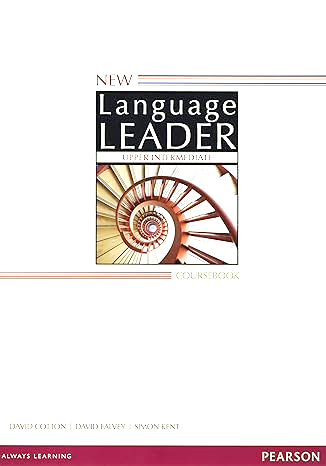 NEW
Language
LEADER
UPPER INTERMEDIATE
COURSEBOOK
DAVID COTTON | DAVID FALVEY | SIMON KENT
ALWAYS LEARNING
PEARSON